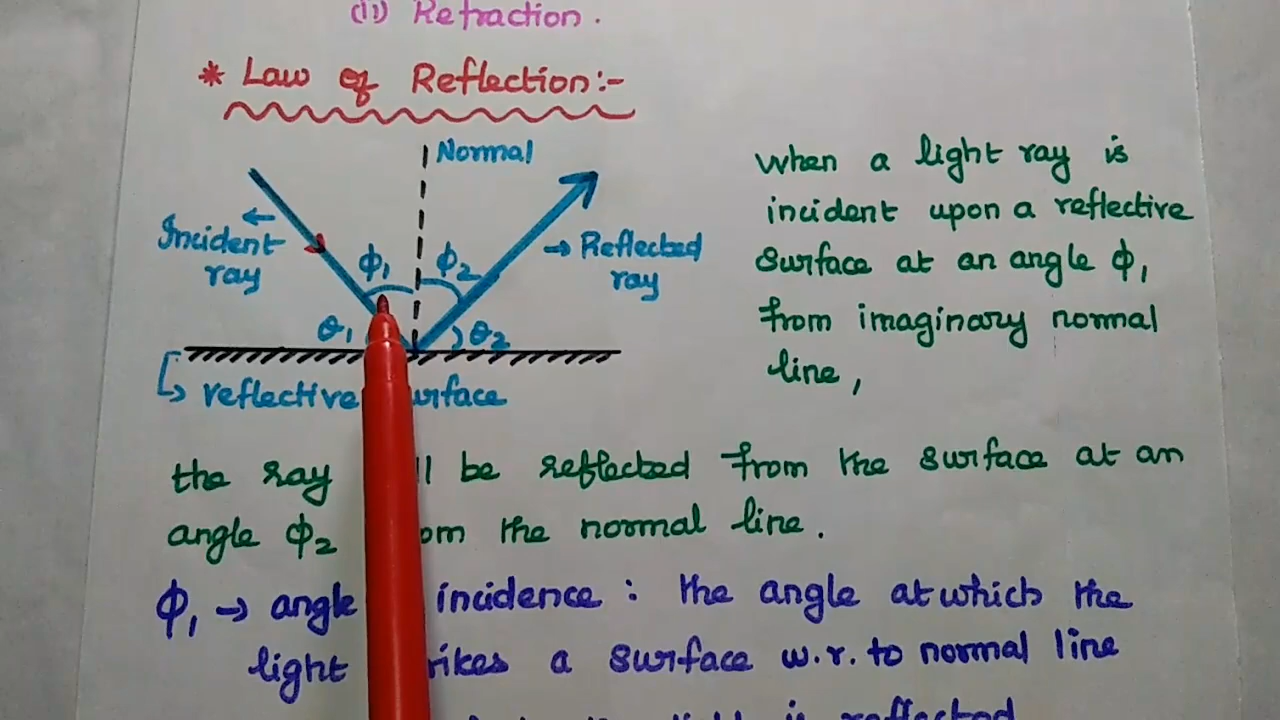 (ii) Refraction.
* Law of Reflection:-
Normal
Incident
ray
ϕ₁
ϕ₂
→ Reflected
ray
θ₁
θ₂
reflective
when a light ray is
incident upon a reflective
surface at an angle ϕ₁
from imaginary normal
line,
the ray be reflected from the surface at an
angle ϕ₂ the normal line.
ϕ₁ → angle incidence : the angle at which the
light a surface w.r. to normal line
is reflected